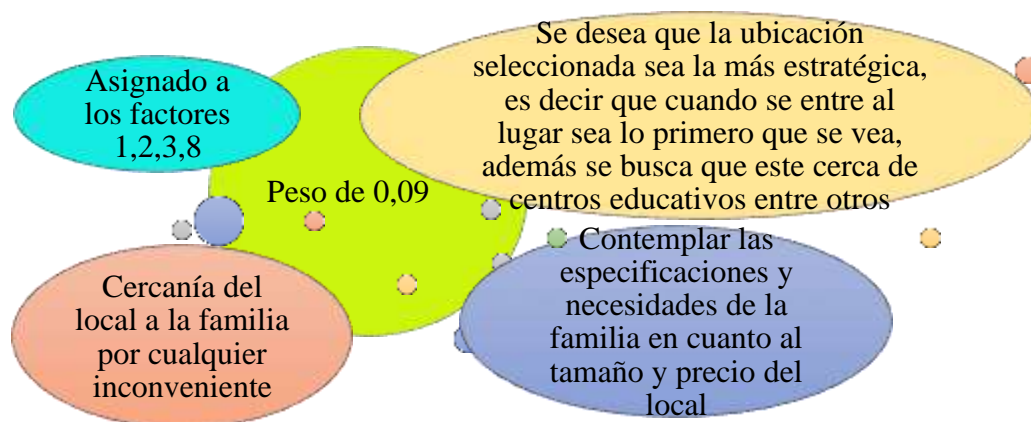 Asignado a
los factores
1,2,3,8
Se desea que la ubicación
seleccionada sea la más estratégica,
es decir que cuando se entre al
lugar sea lo primero que se vea,
además se busca que este cerca de
centros educativos entre otros
Peso de 0,09
Cercanía del
local a la familia
por cualquier
inconveniente
Contemplar las
especificaciones y
necesidades de la
familia en cuanto al
tamaño y precio del
local